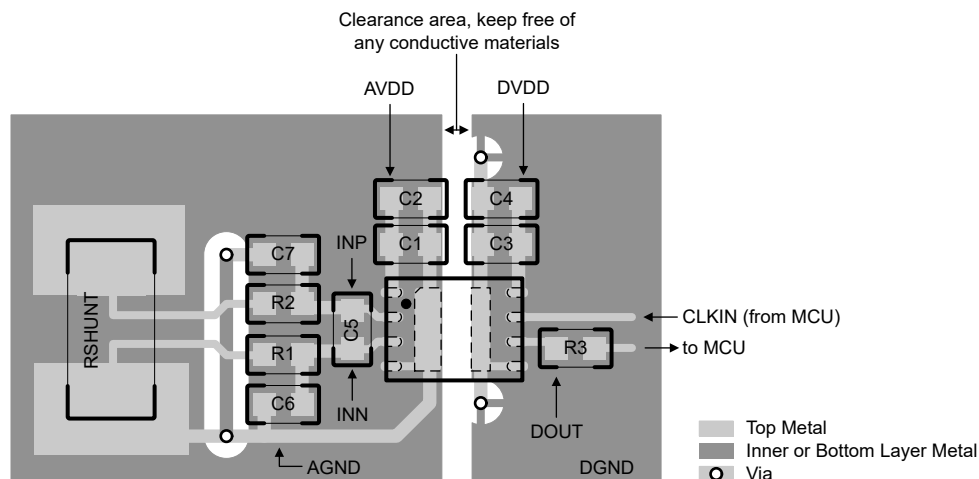 Clearance area, keep free of
any conductive materials
AVDD
DVDD
C2
C4
C1
C3
INP
C7
R2
C5
R1
C6
RSHUNT
CLKIN (from MCU)
R3
to MCU
INN
DOUT
AGND
DGND
Top Metal
Inner or Bottom Layer Metal
Via